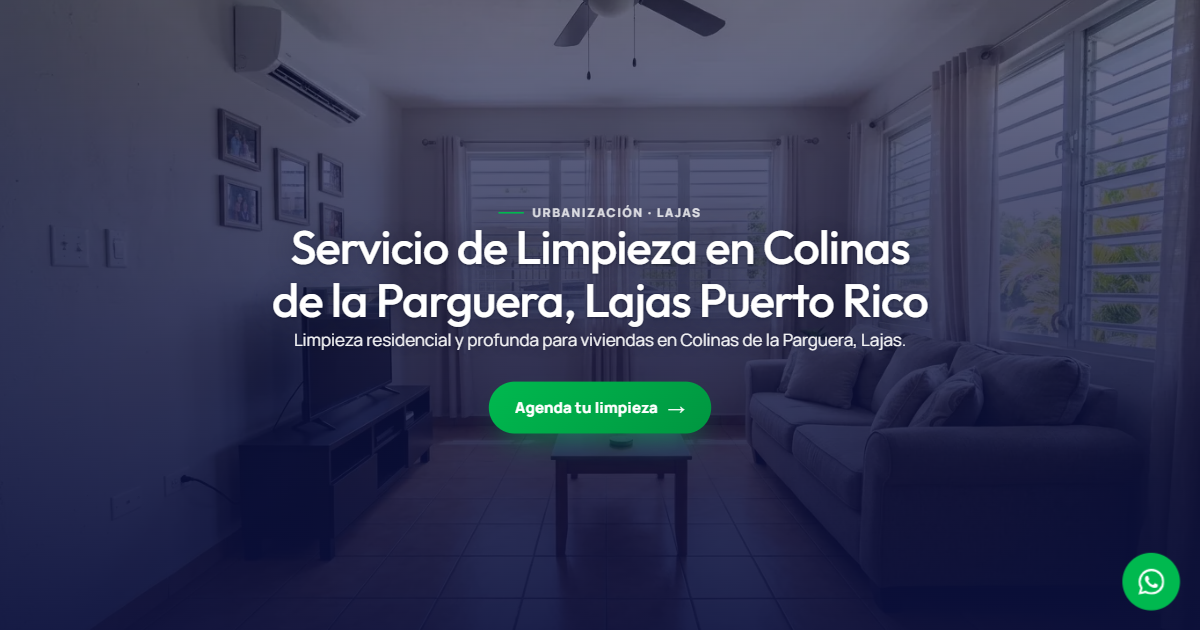 URBANIZACIÓN · LAJAS
Servicio de Limpieza en Colinas
de la Parguera, Lajas Puerto Rico
Limpieza residencial y profunda para viviendas en Colinas de la Parguera, Lajas.
Agenda tu limpieza →